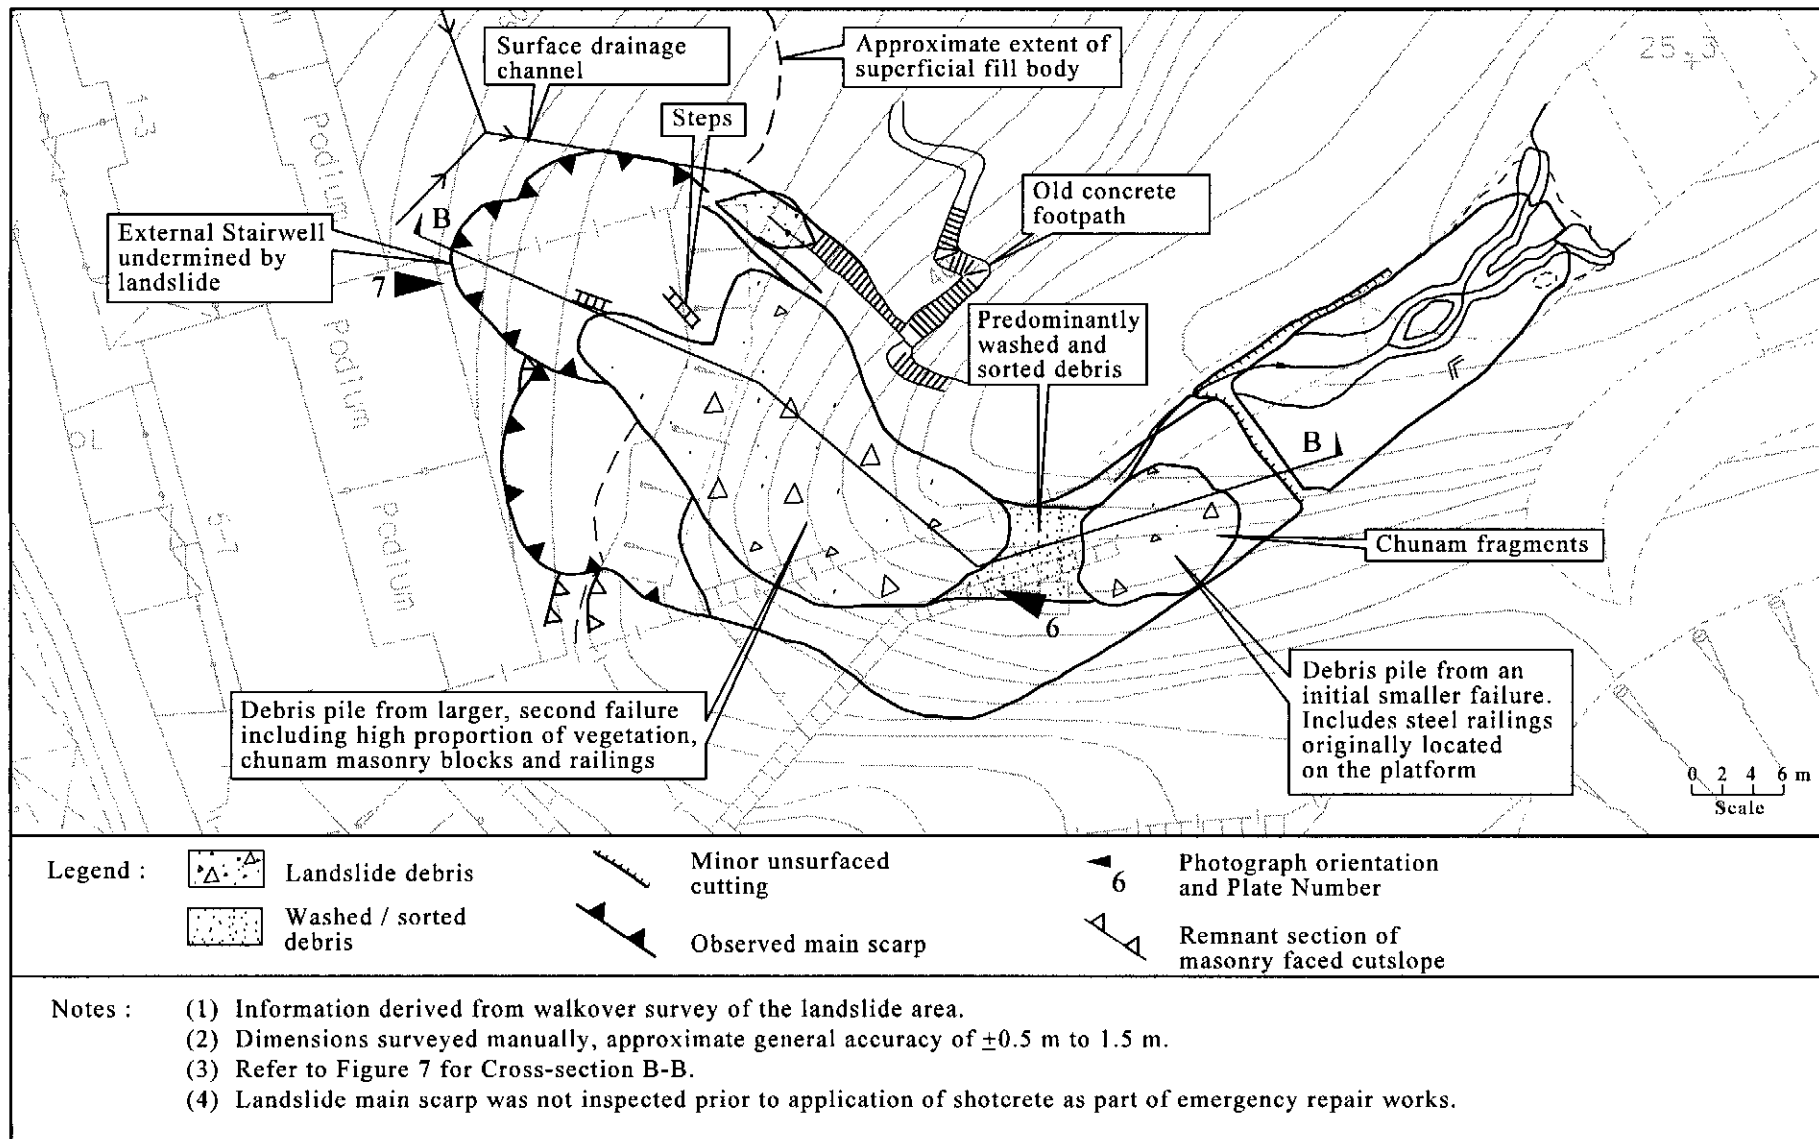 Surface drainage
channel
Approximate extent of
superficial fill body
25.3
Steps
1-3
Podium
B
Old concrete
footpath
External Stairwell
undermined by
landslide
7
Predominantly
washed and
sorted debris
Podium
B
Podium
Chunam fragments
6
Debris pile from larger, second failure
including high proportion of vegetation,
chunam masonry blocks and railings
Debris pile from an
initial smaller failure.
Includes steel railings
originally located
on the platform
0 2 4 6 m
Scale
Legend :
Landslide debris
Washed / sorted
debris
Minor unsurfaced
cutting
Observed main scarp
6
Photograph orientation
and Plate Number
Remnant section of
masonry faced cutslope
Notes :
(1) Information derived from walkover survey of the landslide area.
(2) Dimensions surveyed manually, approximate general accuracy of ±0.5 m to 1.5 m.
(3) Refer to Figure 7 for Cross-section B-B.
(4) Landslide main scarp was not inspected prior to application of shotcrete as part of emergency repair works.